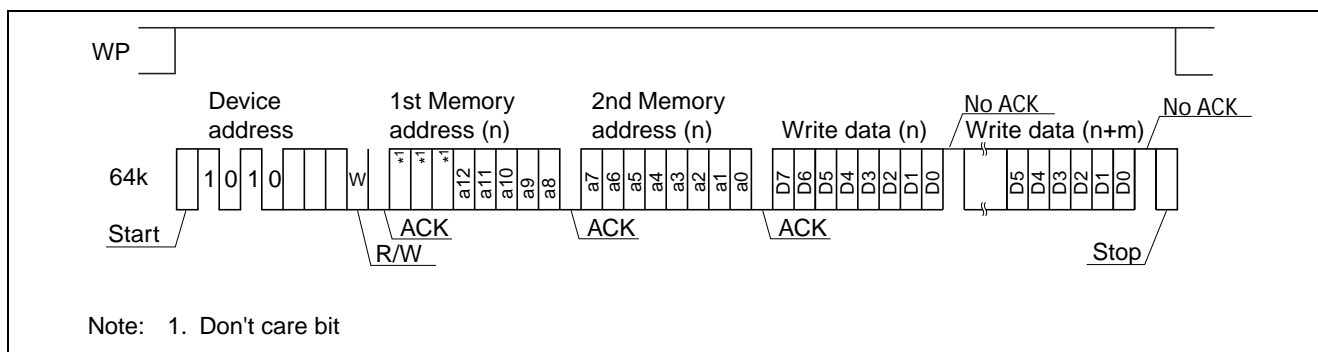 WP
Device
address
1st Memory
address (n)
2nd Memory
address (n)
Write data (n)
No ACK
Write data (n+m)
No ACK
64k
1 0 1 0
W
*1 *1 *1 a12 a11 a10 a9 a8
a7 a6 a5 a4 a3 a2 a1 a0
D7 D6 D5 D4 D3 D2 D1 D0
D5 D4 D3 D2 D1 D0
Start
R/W
ACK
ACK
ACK
Stop
Note: 1. Don't care bit